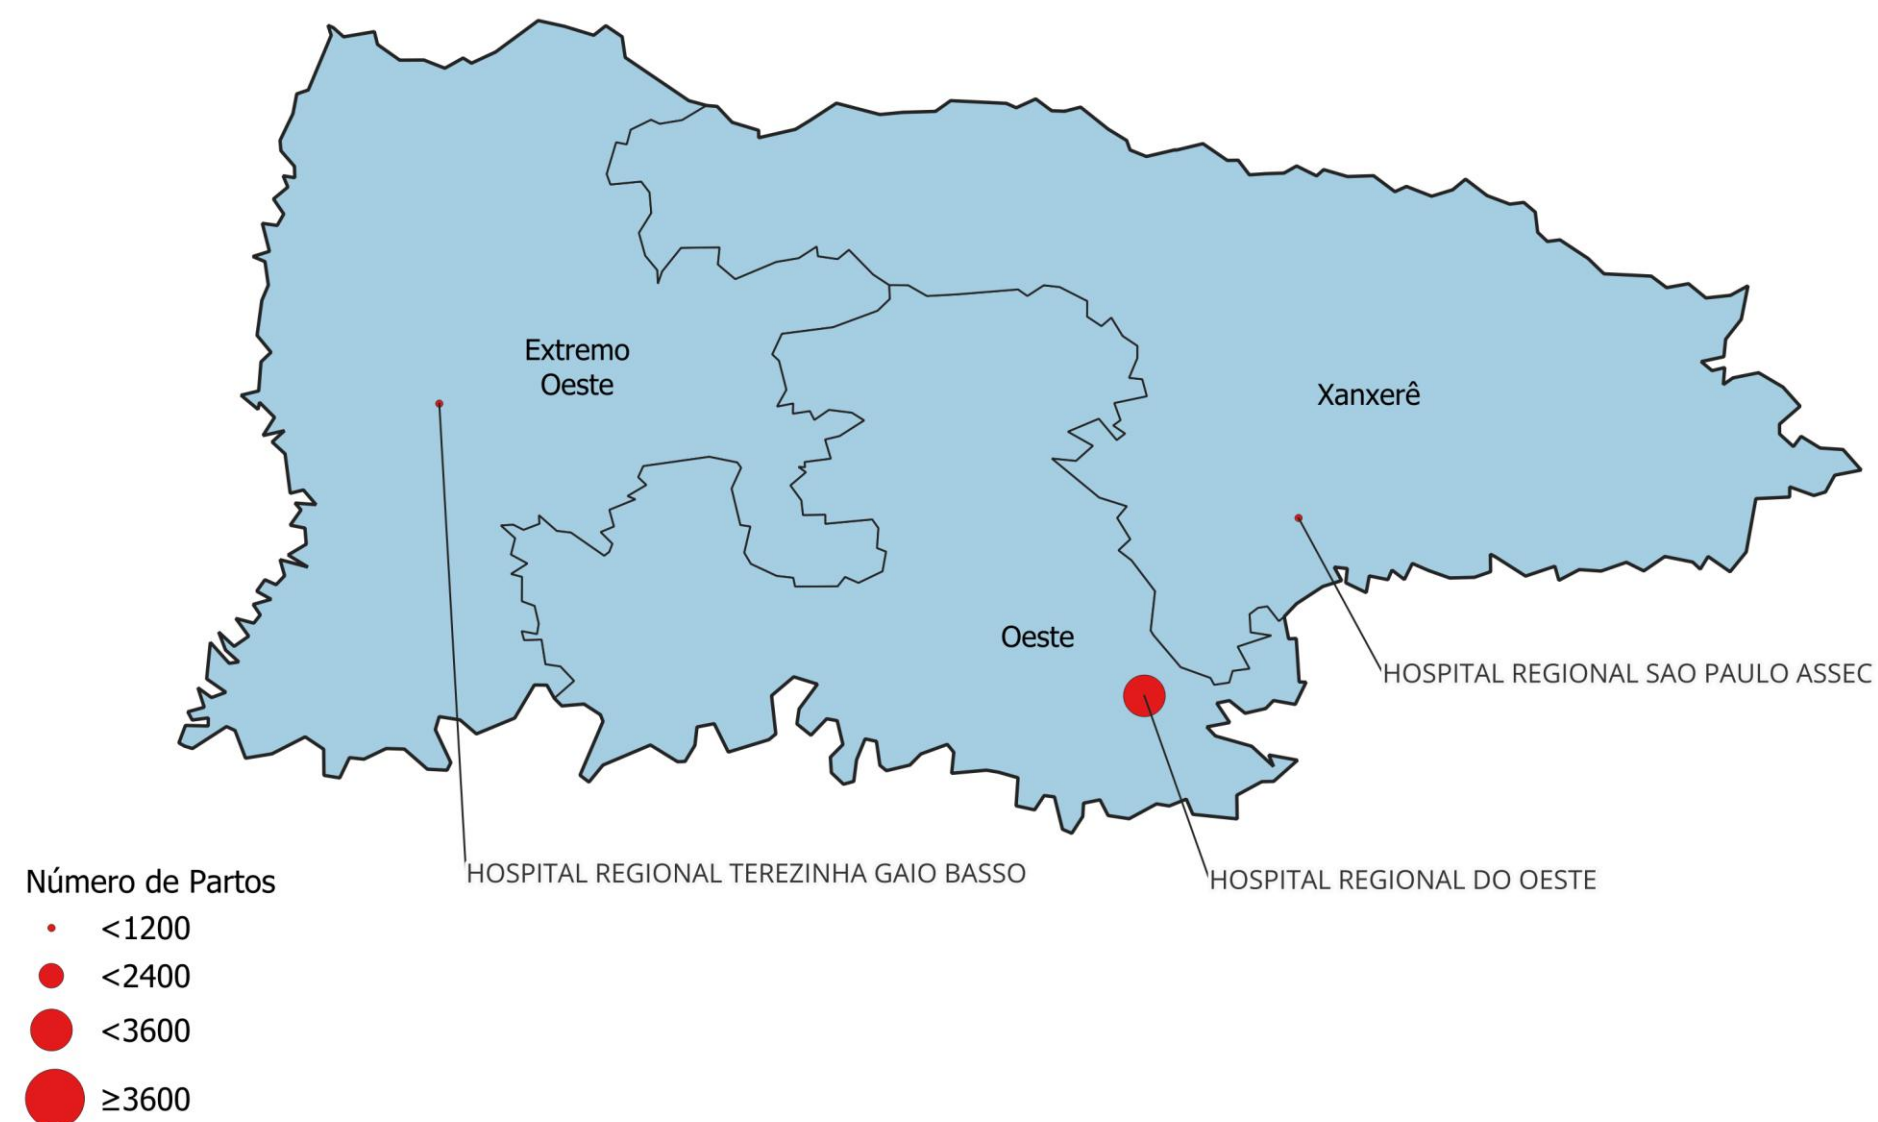 Extremo
Oeste
Xanxerê
Oeste
HOSPITAL REGIONAL SAO PAULO ASSEC
HOSPITAL REGIONAL TEREZINHA GAIO BASSO
HOSPITAL REGIONAL DO OESTE
Número de Partos
<1200
<2400
<3600
≥3600